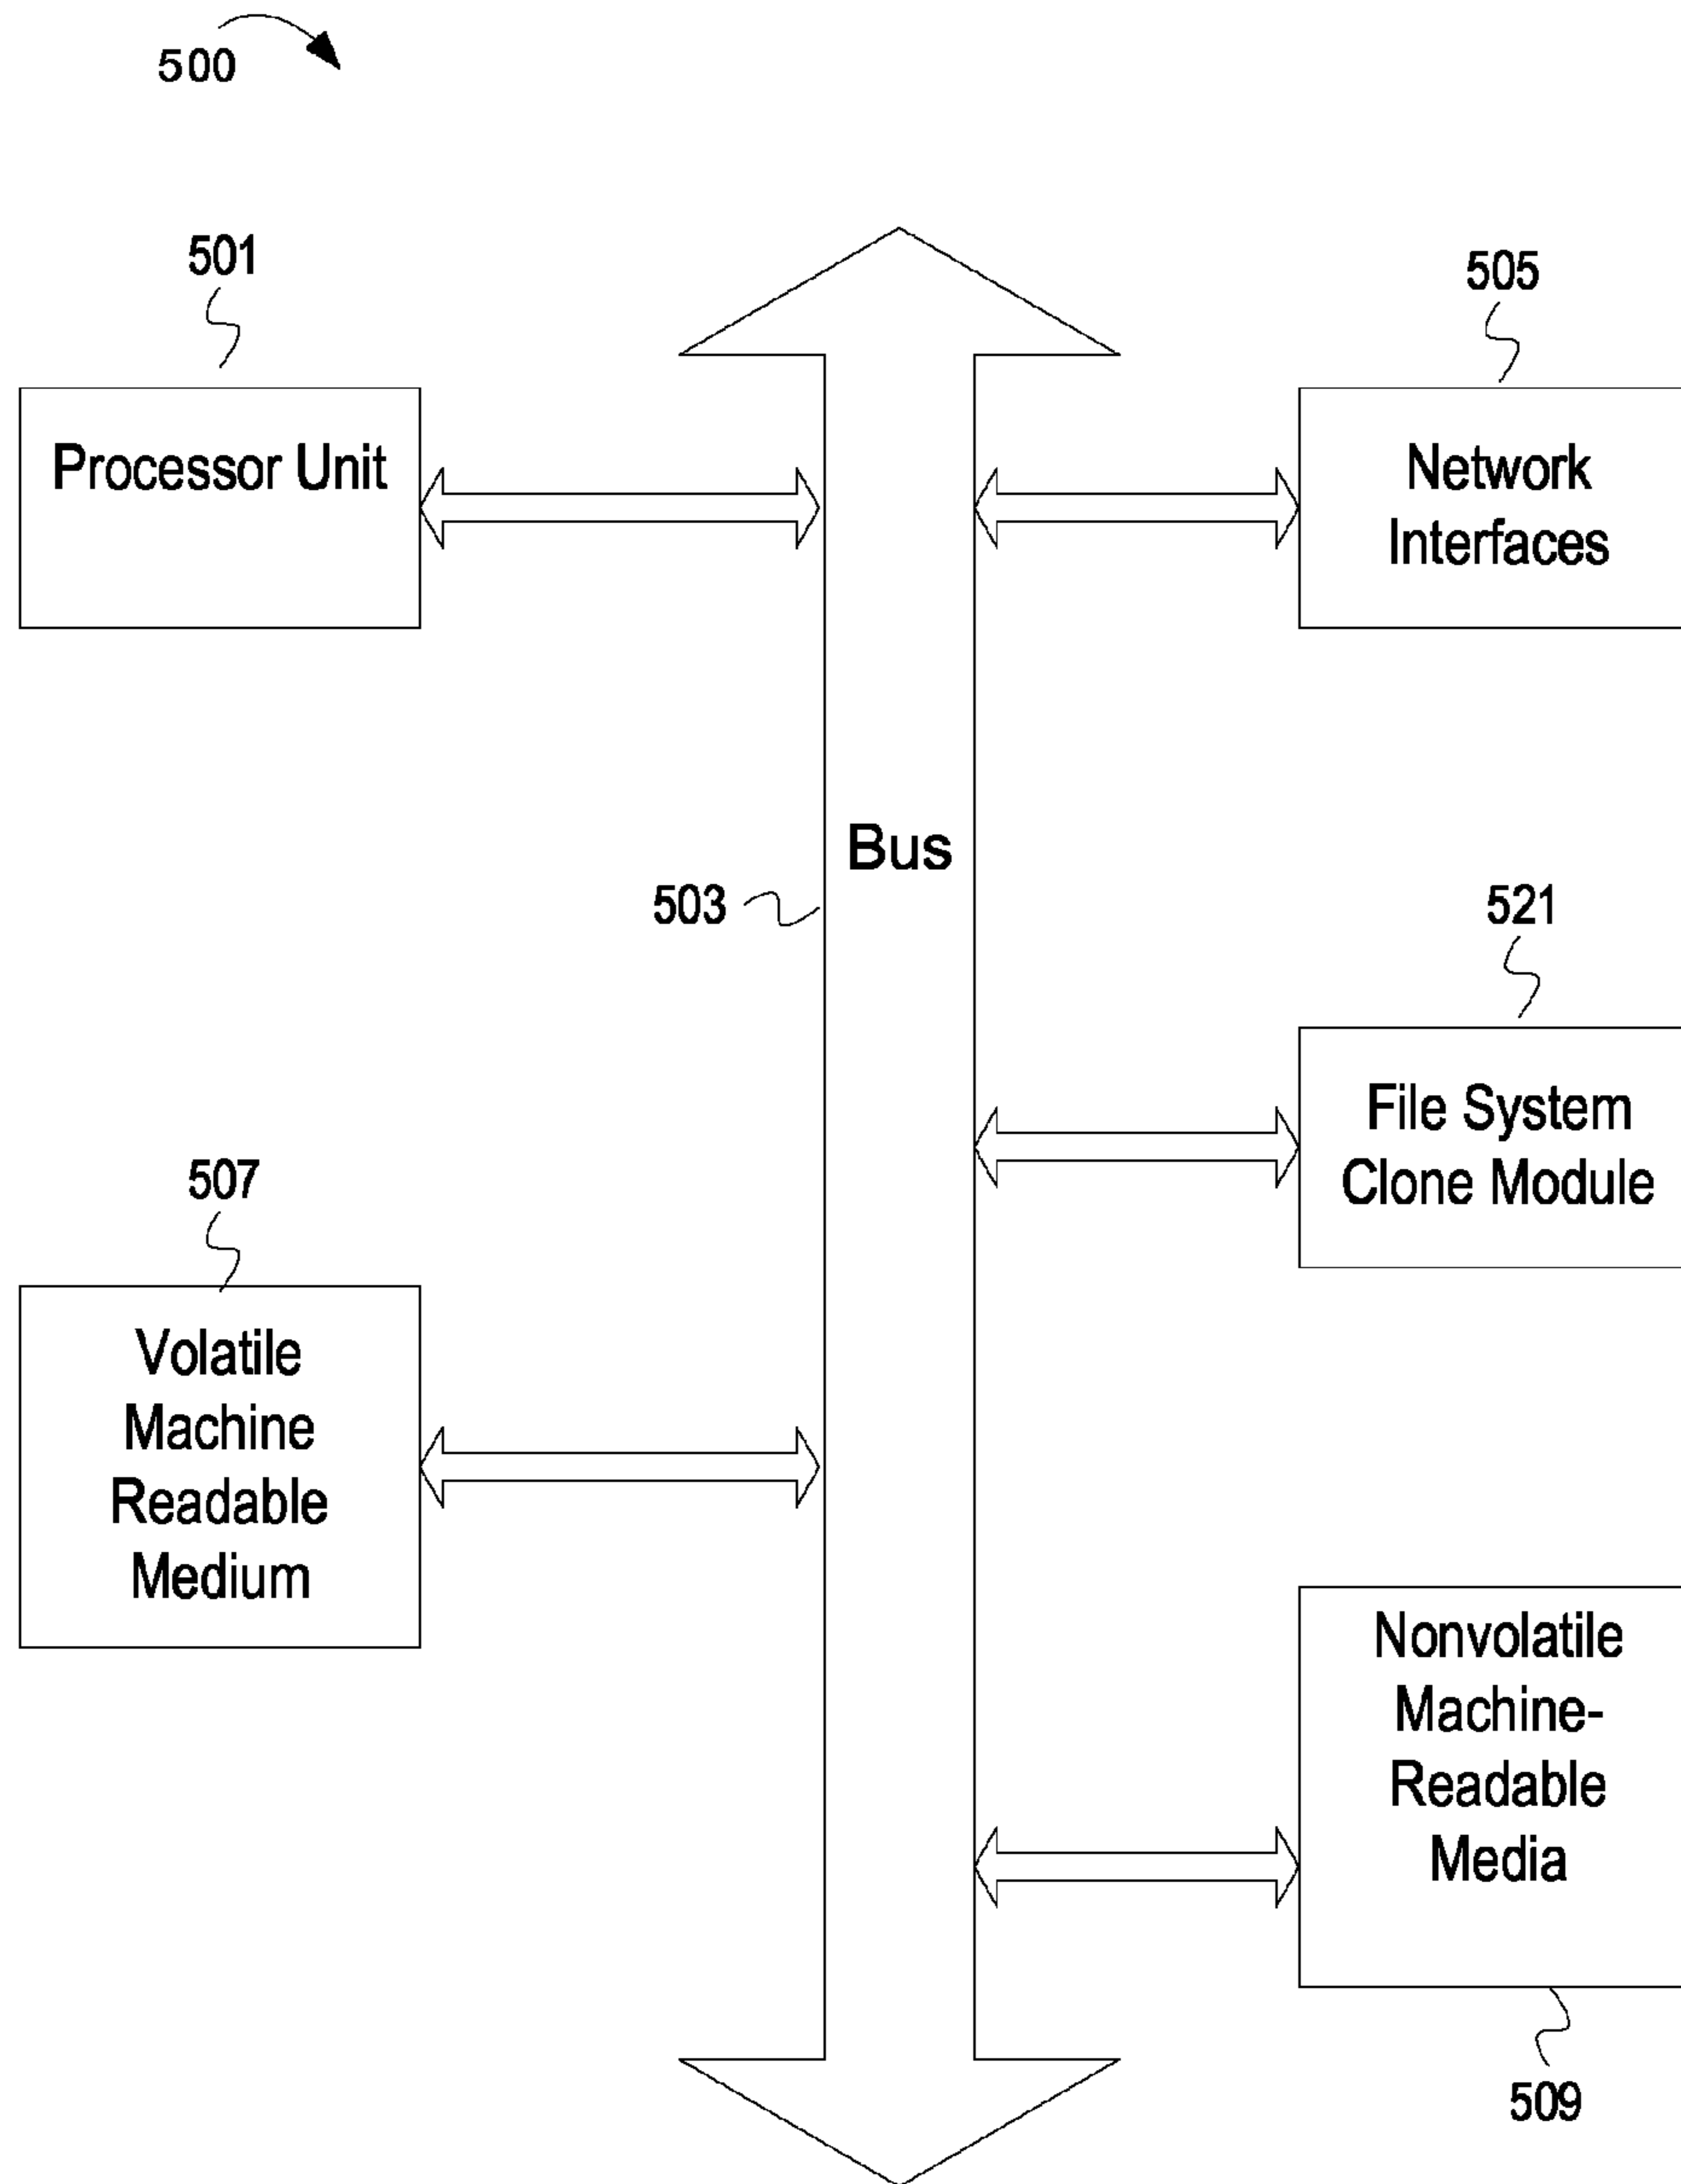 500
501
Processor Unit
505
Network
Interfaces
Bus
503
521
File System
Clone Module
507
Volatile
Machine
Readable
Medium
Nonvolatile
Machine-
Readable
Media
509